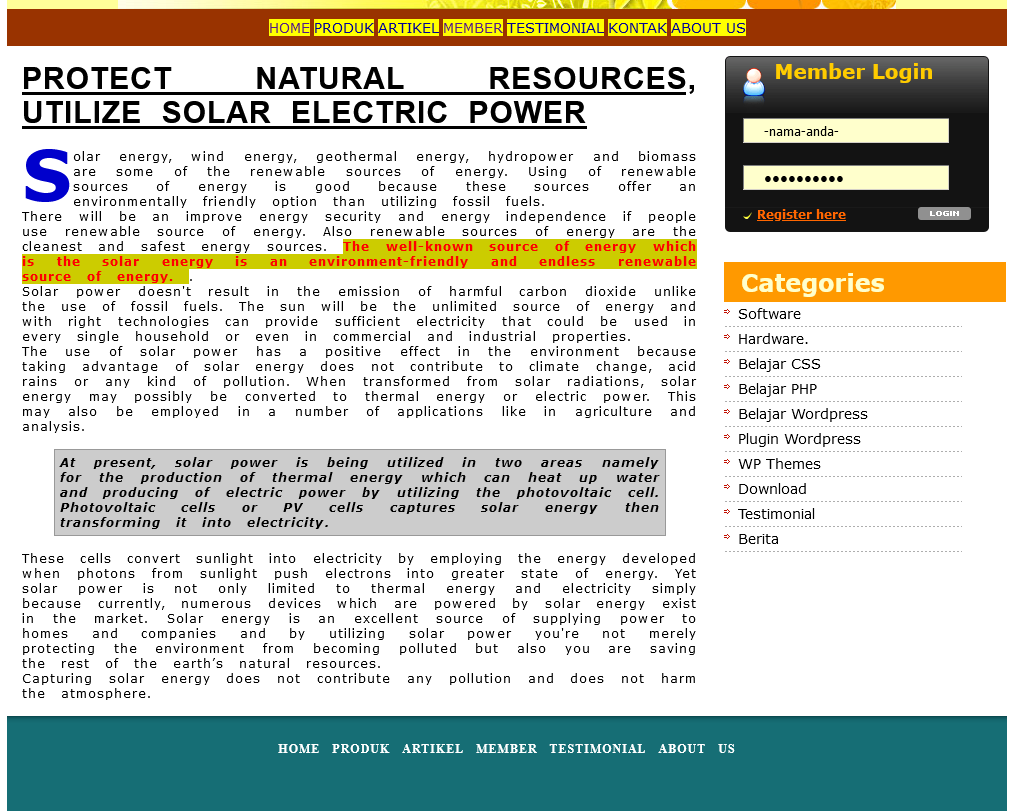 HOME PRODUK ARTIKEL MEMBER TESTIMONIAL KONTAK ABOUT US
PROTECT NATURAL RESOURCES,
UTILIZE SOLAR ELECTRIC POWER
Solar energy, wind energy, geothermal energy, hydropower and biomass
are some of the renewable sources of energy. Using of renewable
sources of energy is good because these sources offer an
environmentally friendly option than utilizing fossil fuels.
There will be an improve energy security and energy independence if people
use renewable source of energy. Also renewable sources of energy are the
cleanest and safest energy sources. The well-known source of energy which
is the solar energy is an environment-friendly and endless renewable
source of energy. .
Solar power doesn't result in the emission of harmful carbon dioxide unlike
the use of fossil fuels. The sun will be the unlimited source of energy and
with right technologies can provide sufficient electricity that could be used in
every single household or even in commercial and industrial properties.
The use of solar power has a positive effect in the environment because
taking advantage of solar energy does not contribute to climate change, acid
rains or any kind of pollution. When transformed from solar radiations, solar
energy may possibly be converted to thermal energy or electric power. This
may also be employed in a number of applications like in agriculture and
analysis.
At present, solar power is being utilized in two areas namely
for the production of thermal energy which can heat up water
and producing of electric power by utilizing the photovoltaic cell.
Photovoltaic cells or PV cells captures solar energy then
transforming it into electricity.
These cells convert sunlight into electricity by employing the energy developed
when photons from sunlight push electrons into greater state of energy. Yet
solar power is not only limited to thermal energy and electricity simply
because currently, numerous devices which are powered by solar energy exist
in the market. Solar energy is an excellent source of supplying power to
homes and companies and by utilizing solar power you're not merely
protecting the environment from becoming polluted but also you are saving
the rest of the earth’s natural resources.
Capturing solar energy does not contribute any pollution and does not harm
the atmosphere.
Member Login
-nama-anda-
••••••••••
Register here
LOGIN
Categories
Software
Hardware.
Belajar CSS
Belajar PHP
Belajar Wordpress
Plugin Wordpress
WP Themes
Download
Testimonial
Berita
HOME PRODUK ARTIKEL MEMBER TESTIMONIAL ABOUT US